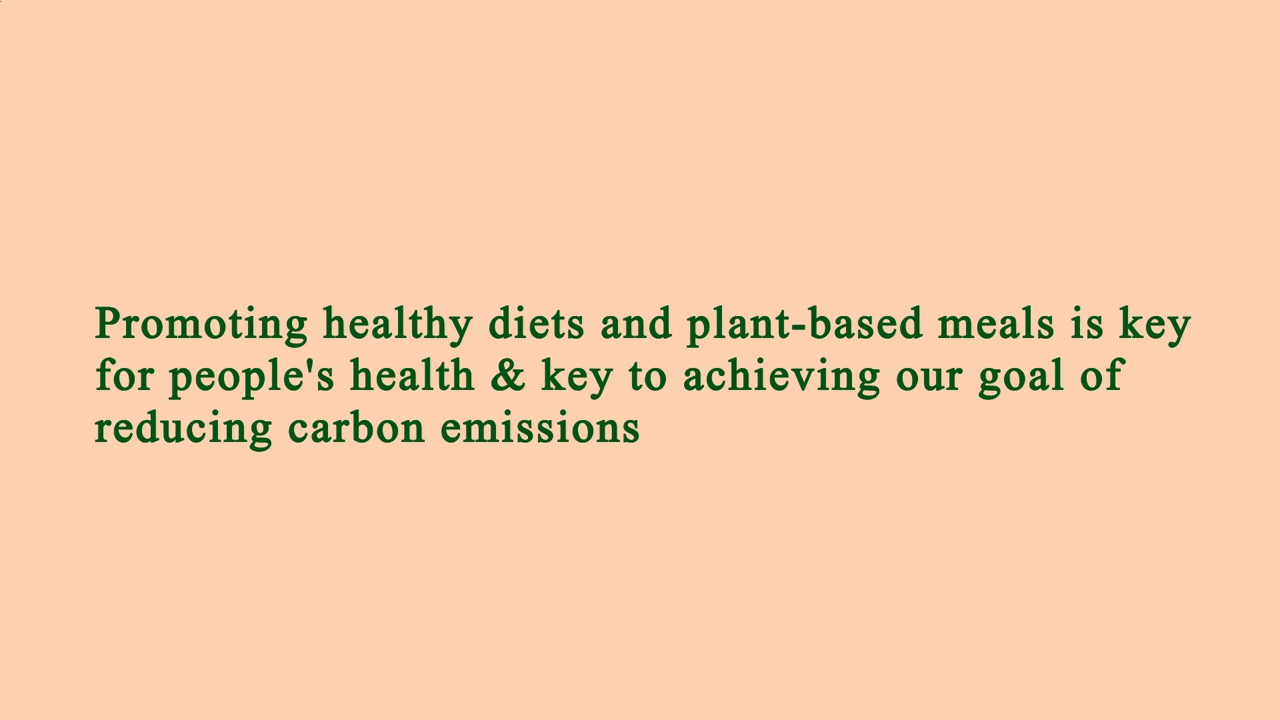 Promoting healthy diets and plant-based meals is key
for people's health & key to achieving our goal of
reducing carbon emissions